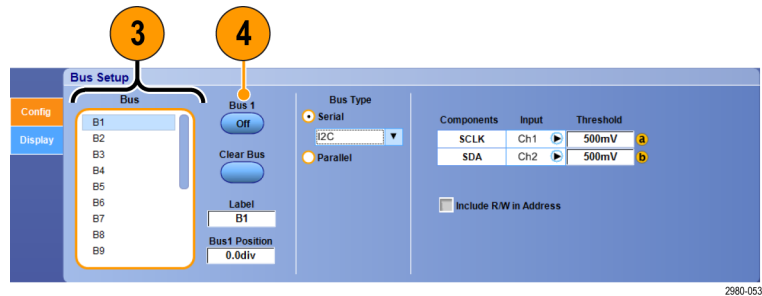 3
4
Bus Setup
Config
Display
Bus
B1
B2
B3
B4
B5
B6
B7
B8
B9
Bus 1
Off
Clear Bus
Label
B1
Bus1 Position
0.0div
Bus Type
Serial
I2C
Parallel
Components Input Threshold
SCLK Ch1 500mV a
SDA Ch2 500mV b
Include R/W in Address
2980-053